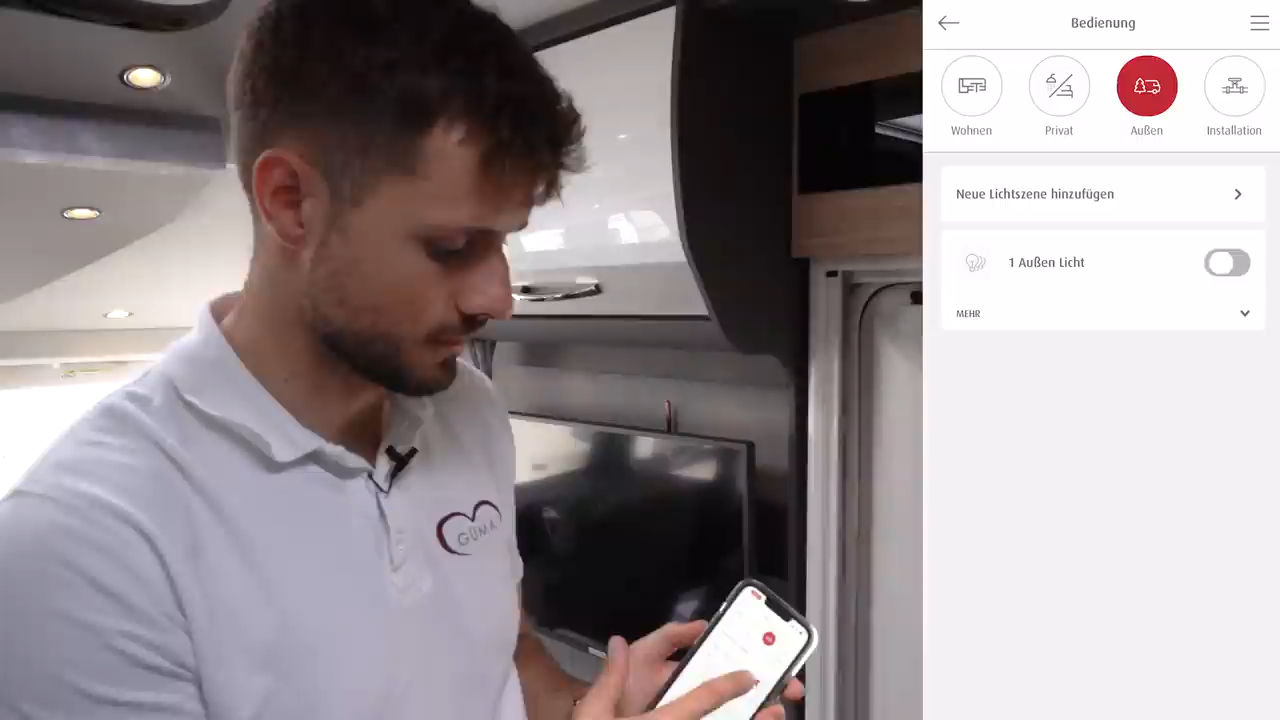 Bedienung
Wohnen
Privat
Außen
Installation
Neue Lichtszene hinzufügen
1 Außen Licht
MEHR
GÜMA